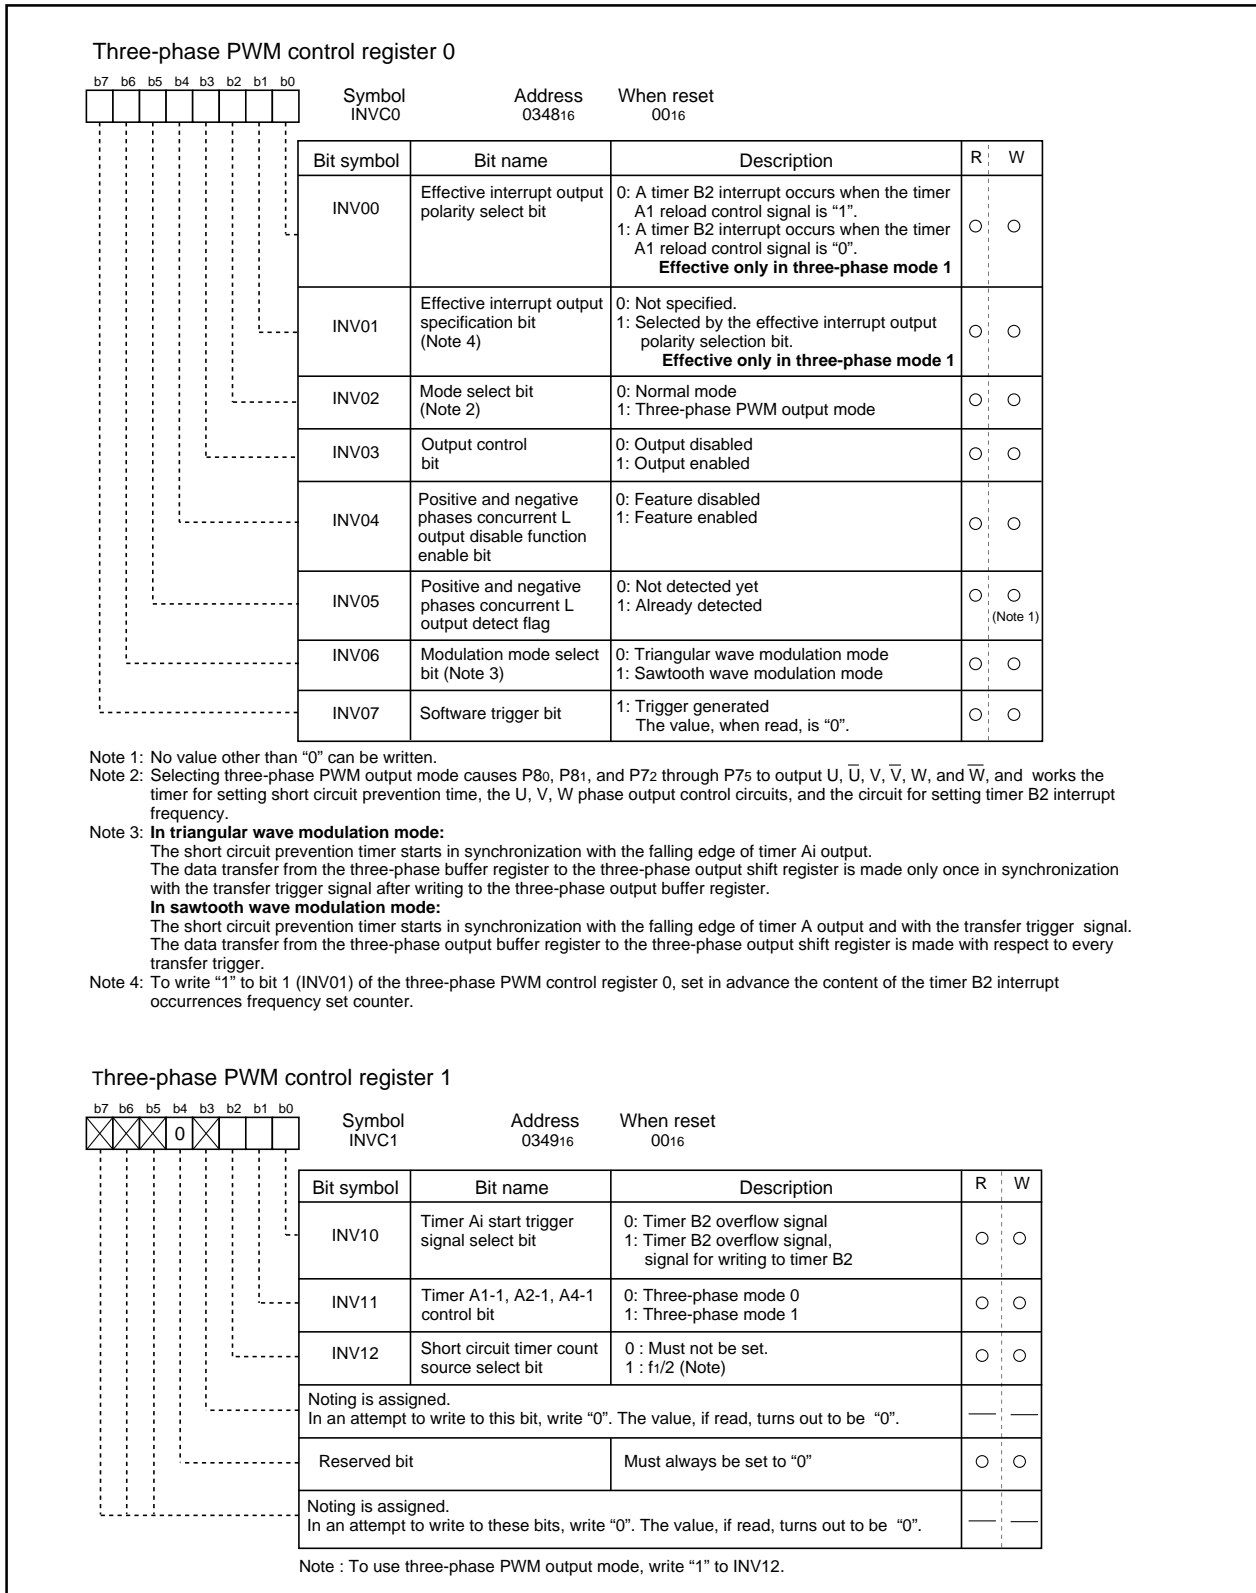 Three-phase PWM control register 0
b7 b6 b5 b4 b3 b2 b1 b0
Symbol Address When reset
INVC0 034816 0016
Bit symbol Bit name Description R W
INV00 Effective interrupt output polarity select bit 0: A timer B2 interrupt occurs when the timer
A1 reload control signal is “1”.
1: A timer B2 interrupt occurs when the timer
A1 reload control signal is “0”.
Effective only in three-phase mode 1
INV01 Effective interrupt output specification bit (Note 4) 0: Not specified.
1: Selected by the effective interrupt output
polarity selection bit.
Effective only in three-phase mode 1
INV02 Mode select bit (Note 2) 0: Normal mode
1: Three-phase PWM output mode
INV03 Output control bit 0: Output disabled
1: Output enabled
INV04 Positive and negative phases concurrent L output disable function enable bit 0: Feature disabled
1: Feature enabled
INV05 Positive and negative phases concurrent L output detect flag 0: Not detected yet
1: Already detected
(Note 1)
INV06 Modulation mode select bit (Note 3) 0: Triangular wave modulation mode
1: Sawtooth wave modulation mode
INV07 Software trigger bit 1: Trigger generated
The value, when read, is “0”.
Note 1: No value other than “0” can be written.
Note 2: Selecting three-phase PWM output mode causes P80, P81, and P72 through P75 to output U, U̅, V, V̅, W, and W̅, and works the
timer for setting short circuit prevention time, the U, V, W phase output control circuits, and the circuit for setting timer B2 interrupt
frequency.
Note 3: In triangular wave modulation mode:
The short circuit prevention timer starts in synchronization with the falling edge of timer Ai output.
The data transfer from the three-phase buffer register to the three-phase output shift register is made only once in synchronization
with the transfer trigger signal after writing to the three-phase output buffer register.
In sawtooth wave modulation mode:
The short circuit prevention timer starts in synchronization with the falling edge of timer A output and with the transfer trigger signal.
The data transfer from the three-phase output buffer register to the three-phase output shift register is made with respect to every
transfer trigger.
Note 4: To write “1” to bit 1 (INV01) of the three-phase PWM control register 0, set in advance the content of the timer B2 interrupt
occurrences frequency set counter.
Three-phase PWM control register 1
b7 b6 b5 b4 b3 b2 b1 b0
0
Symbol Address When reset
INVC1 034916 0016
Bit symbol Bit name Description R W
INV10 Timer Ai start trigger signal select bit 0: Timer B2 overflow signal
1: Timer B2 overflow signal,
signal for writing to timer B2
INV11 Timer A1-1, A2-1, A4-1 control bit 0: Three-phase mode 0
1: Three-phase mode 1
INV12 Short circuit timer count source select bit 0 : Must not be set.
1 : f1/2 (Note)
Noting is assigned.
In an attempt to write to this bit, write “0”. The value, if read, turns out to be “0”.
Reserved bit Must always be set to “0”
Noting is assigned.
In an attempt to write to these bits, write “0”. The value, if read, turns out to be “0”.
Note : To use three-phase PWM output mode, write “1” to INV12.